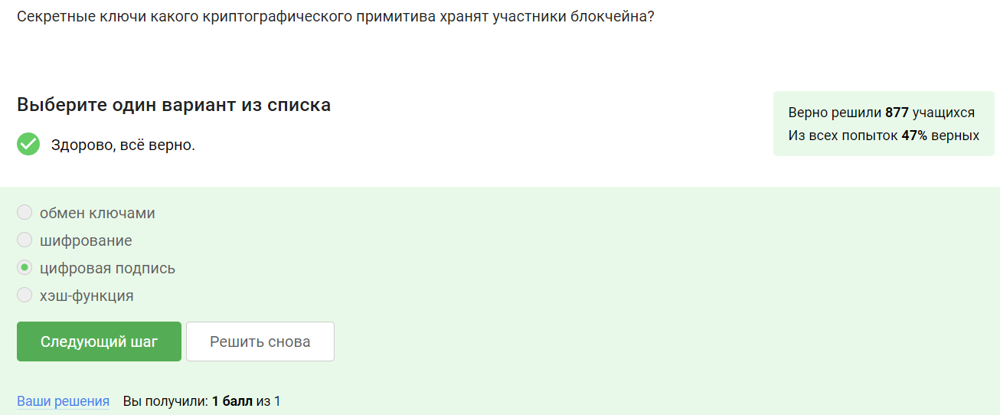 Секретные ключи какого криптографического примитива хранят участники блокчейна?
Выберите один вариант из списка
Здорово, всё верно.
Верно решили 877 учащихся
Из всех попыток 47% верных
обмен ключами
шифрование
цифровая подпись
хэш-функция
Следующий шаг
Решить снова
Ваши решения Вы получили: 1 балл из 1